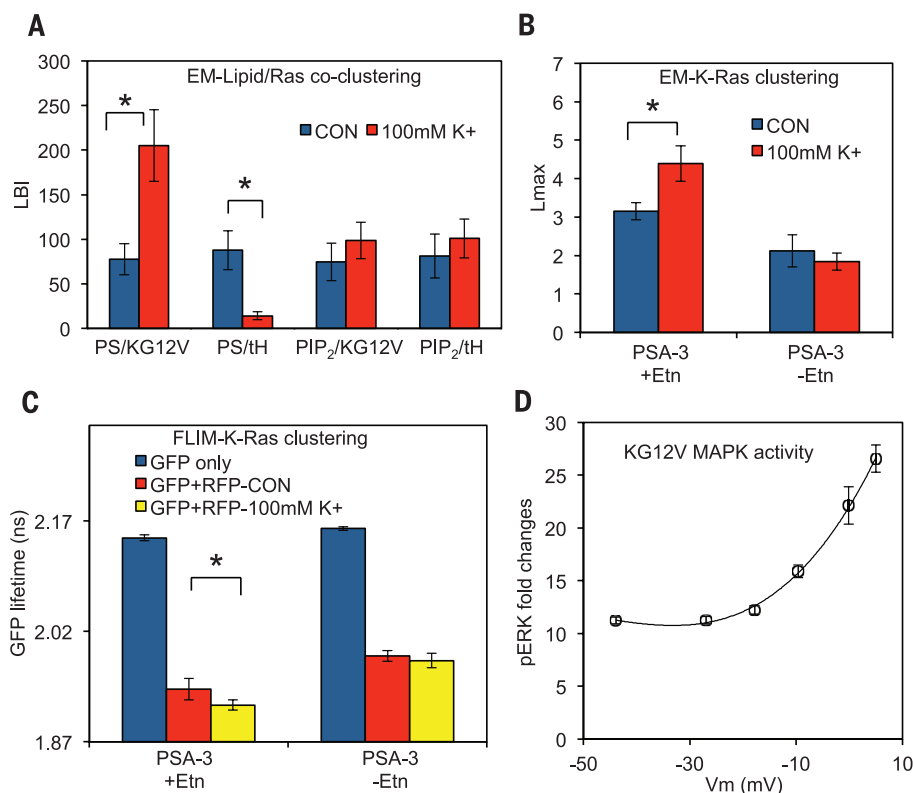 A
EM-Lipid/Ras co-clustering
CON 100mM K+
*
*
LBI
300
250
200
150
100
50
0
PS/KG12V PS/tH PIP₂/KG12V PIP₂/tH
B
EM-K-Ras clustering
*
CON
100mM K+
Lmax
7
6
5
4
3
2
1
0
PSA-3 PSA-3
+Etn -Etn
C
FLIM-K-Ras clustering
GFP only
GFP+RFP-CON
GFP+RFP-100mM K+
*
GFP lifetime (ns)
2.17
2.02
1.87
PSA-3 PSA-3
+Etn -Etn
D
KG12V MAPK activity
pERK fold changes
30
25
20
15
10
5
0
-50 -30 -10 10
Vm (mV)